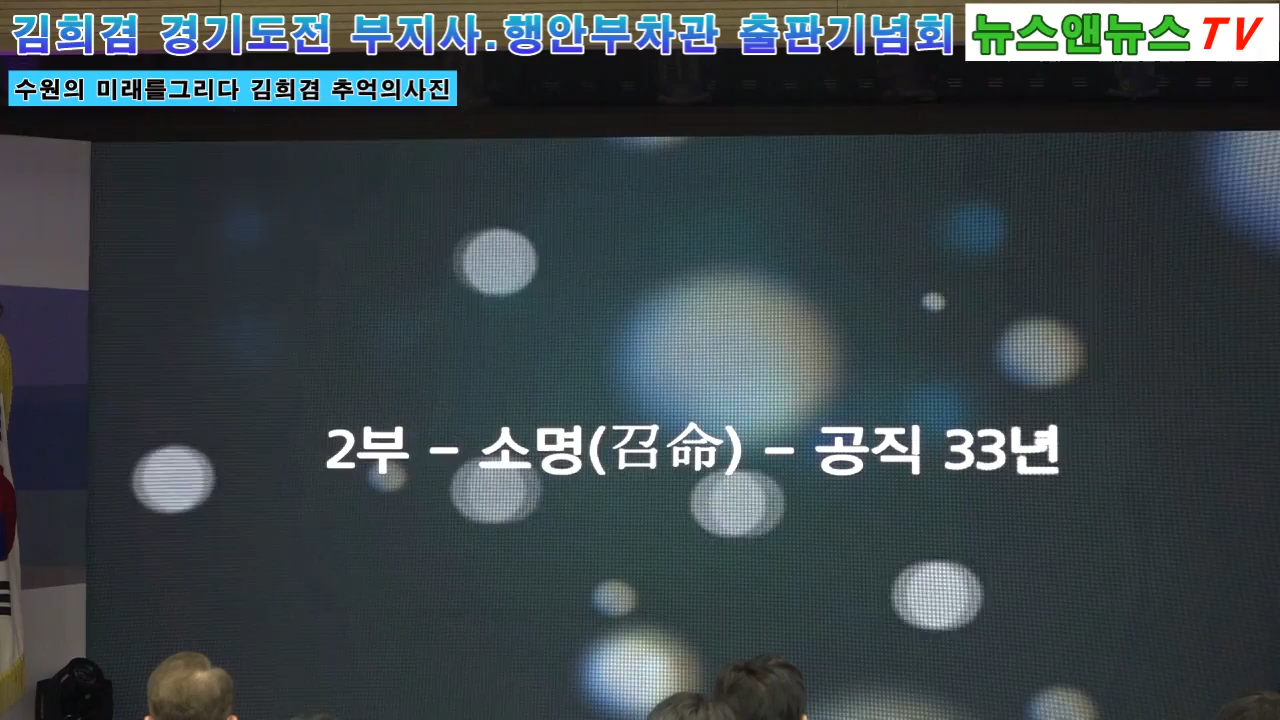 김희겸 경기도전 부지사.행안부차관 출판기념회 뉴스앤뉴스 TV
수원의 미래를그리다 김희겸 추억의사진
2부 - 소명(召命) - 공직 33년